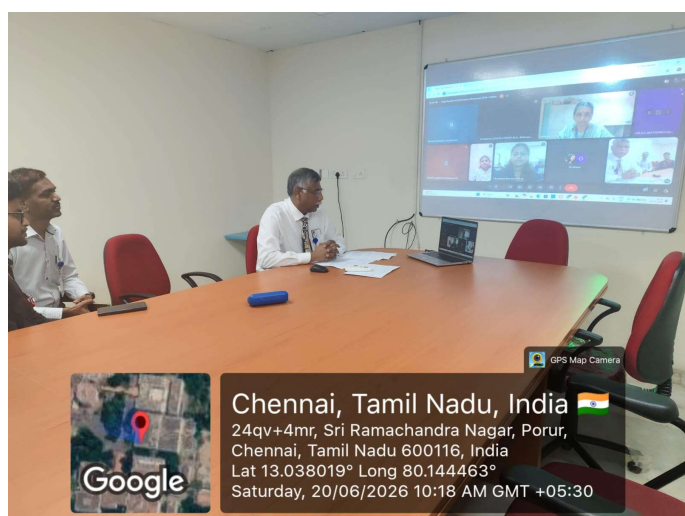 GPS Map Camera
Google
Chennai, Tamil Nadu, India
24qv+4mr, Sri Ramachandra Nagar, Porur,
Chennai, Tamil Nadu 600116, India
Lat 13.038019° Long 80.144463°
Saturday, 20/06/2026 10:18 AM GMT +05:30